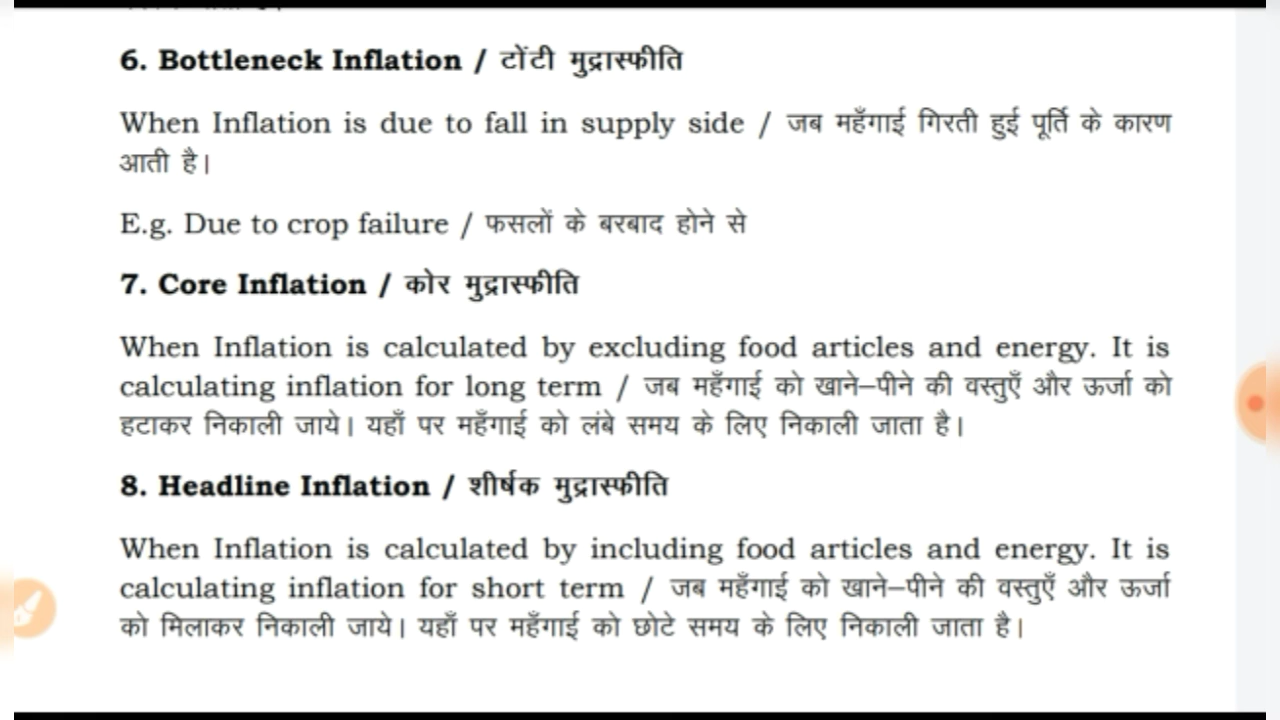 6. Bottleneck Inflation / टोंटी मुद्रास्फीति
When Inflation is due to fall in supply side / जब महँगाई गिरती हुई पूर्ति के कारण
आती है।
E.g. Due to crop failure / फसलों के बरबाद होने से
7. Core Inflation / कोर मुद्रास्फीति
When Inflation is calculated by excluding food articles and energy. It is
calculating inflation for long term / जब महँगाई को खाने–पीने की वस्तुएँ और ऊर्जा को
हटाकर निकाली जाये। यहाँ पर महँगाई को लंबे समय के लिए निकाली जाता है।
8. Headline Inflation / शीर्षक मुद्रास्फीति
When Inflation is calculated by including food articles and energy. It is
calculating inflation for short term / जब महँगाई को खाने–पीने की वस्तुएँ और ऊर्जा
को मिलाकर निकाली जाये। यहाँ पर महँगाई को छोटे समय के लिए निकाली जाता है।